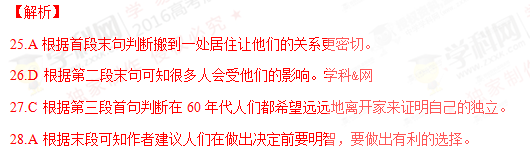 【解析】
25.A 根据首段末句判断搬到一处居住让他们的关系更密切。
26.D 根据第二段末句可知很多人会受他们的影响。学科&网
27.C 根据第三段首句判断在 60 年代人们都希望远远地离开家来证明自己的独立。
28.A 根据末段可知作者建议人们在做出决定前要明智，要做出有利的选择。